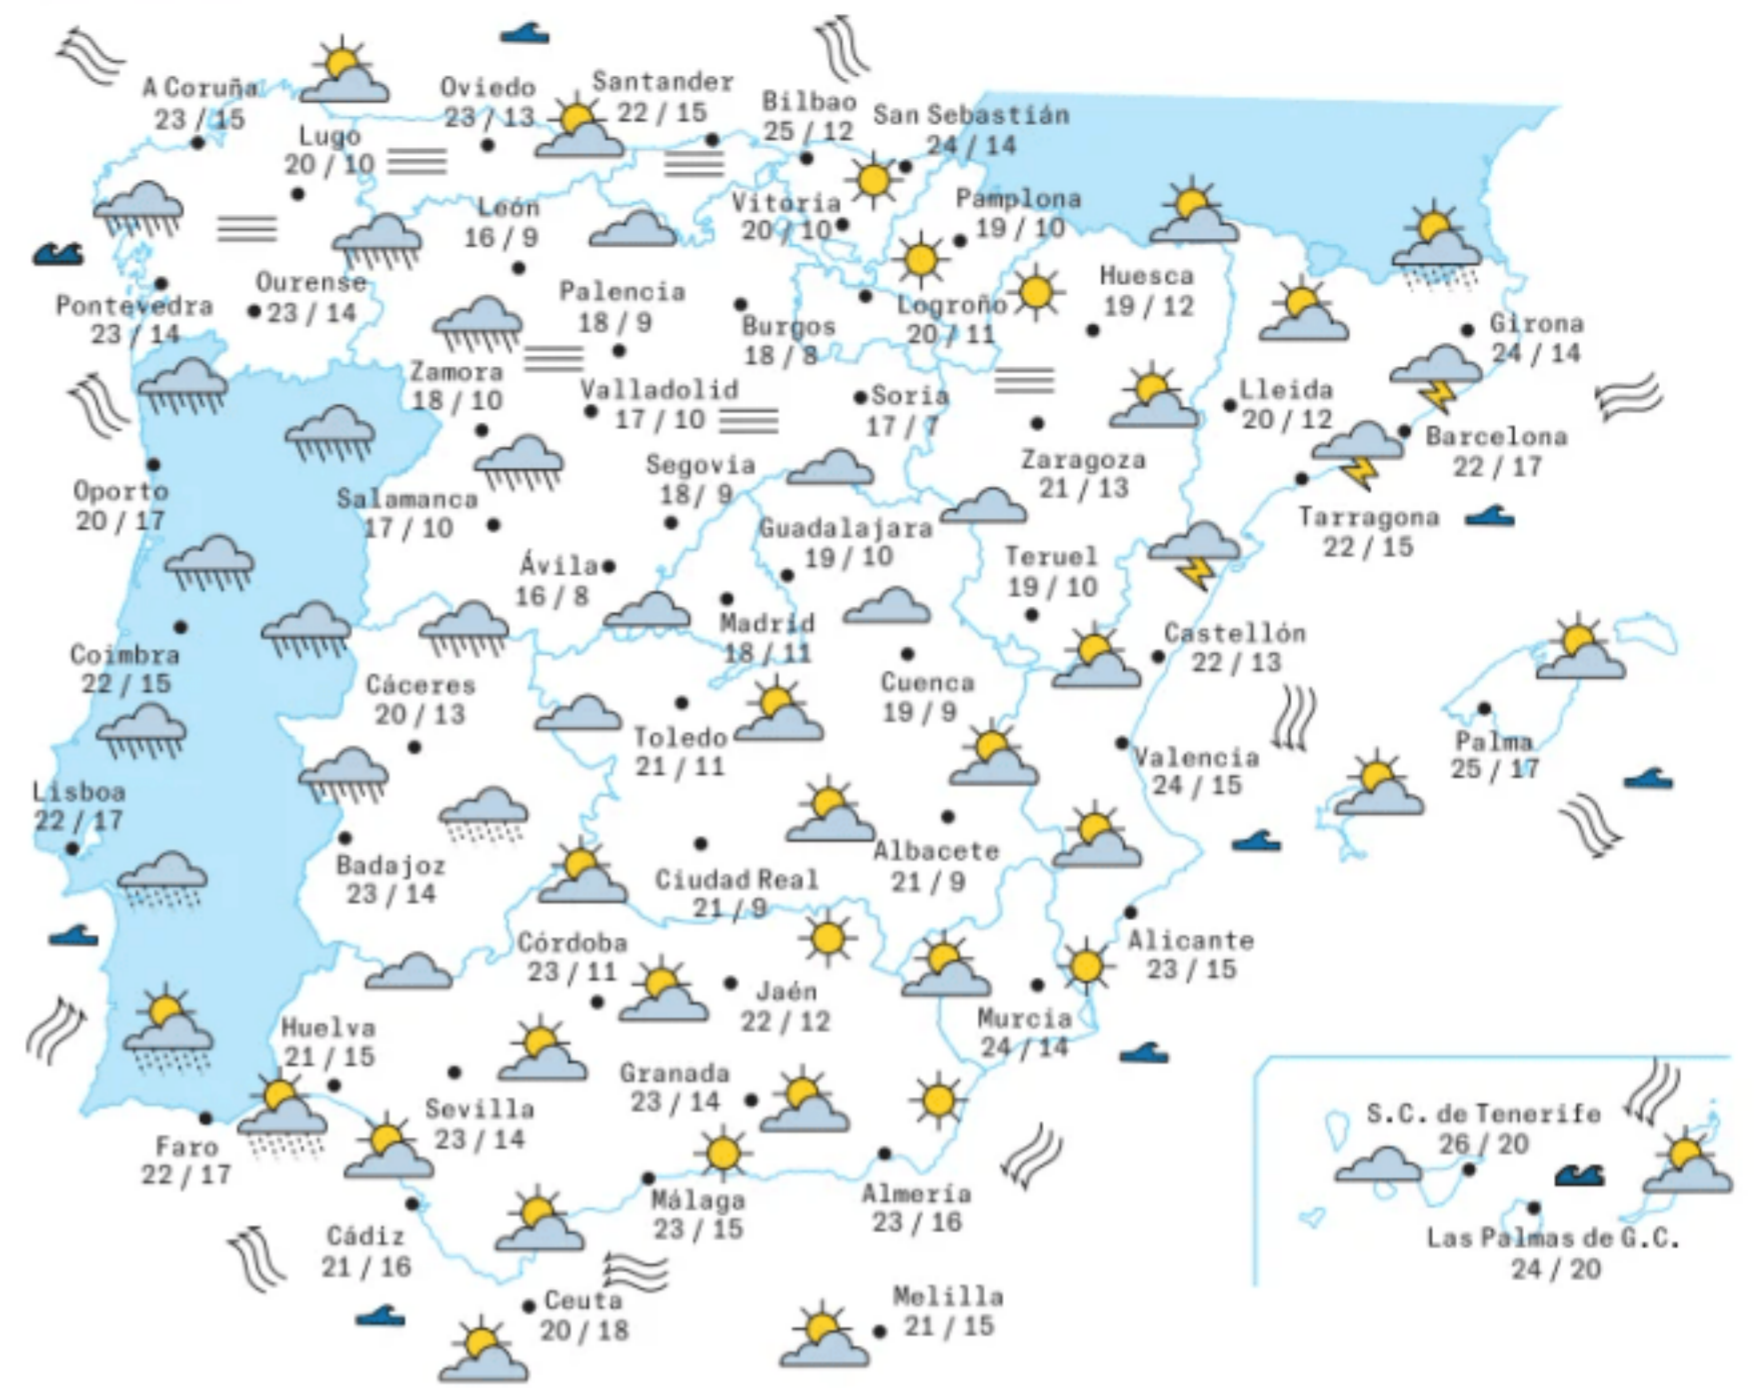 A Coruña
23 / 15
Lugo
20 / 10
Oviedo
23 / 13
Santander
22 / 15
Bilbao
25 / 12
San Sebastián
24 / 14
Vitoria
20 / 10
Pamplona
19 / 10
León
16 / 9
Pontevedra
23 / 14
Ourense
23 / 14
Palencia
18 / 9
Burgos
18 / 8
Logroño
20 / 11
Huesca
19 / 12
Girona
24 / 14
Zamora
18 / 10
Valladolid
17 / 10
Soria
17 / 7
Lleida
20 / 12
Barcelona
22 / 17
Oporto
20 / 17
Salamanca
17 / 10
Segovia
18 / 9
Zaragoza
21 / 13
Tarragona
22 / 15
Ávila
16 / 8
Guadalajara
19 / 10
Teruel
19 / 10
Madrid
18 / 11
Castellón
22 / 13
Coimbra
22 / 15
Cáceres
20 / 13
Toledo
21 / 11
Cuenca
19 / 9
Valencia
24 / 15
Palma
25 / 17
Lisboa
22 / 17
Badajoz
23 / 14
Ciudad Real
21 / 9
Albacete
21 / 9
Alicante
23 / 15
Córdoba
23 / 11
Jaén
22 / 12
Murcia
24 / 14
Huelva
21 / 15
Sevilla
23 / 14
Granada
23 / 14
Faro
22 / 17
Cádiz
21 / 16
Málaga
23 / 15
Almería
23 / 16
Ceuta
20 / 18
Melilla
21 / 15
S.C. de Tenerife
26 / 20
Las Palmas de G.C.
24 / 20